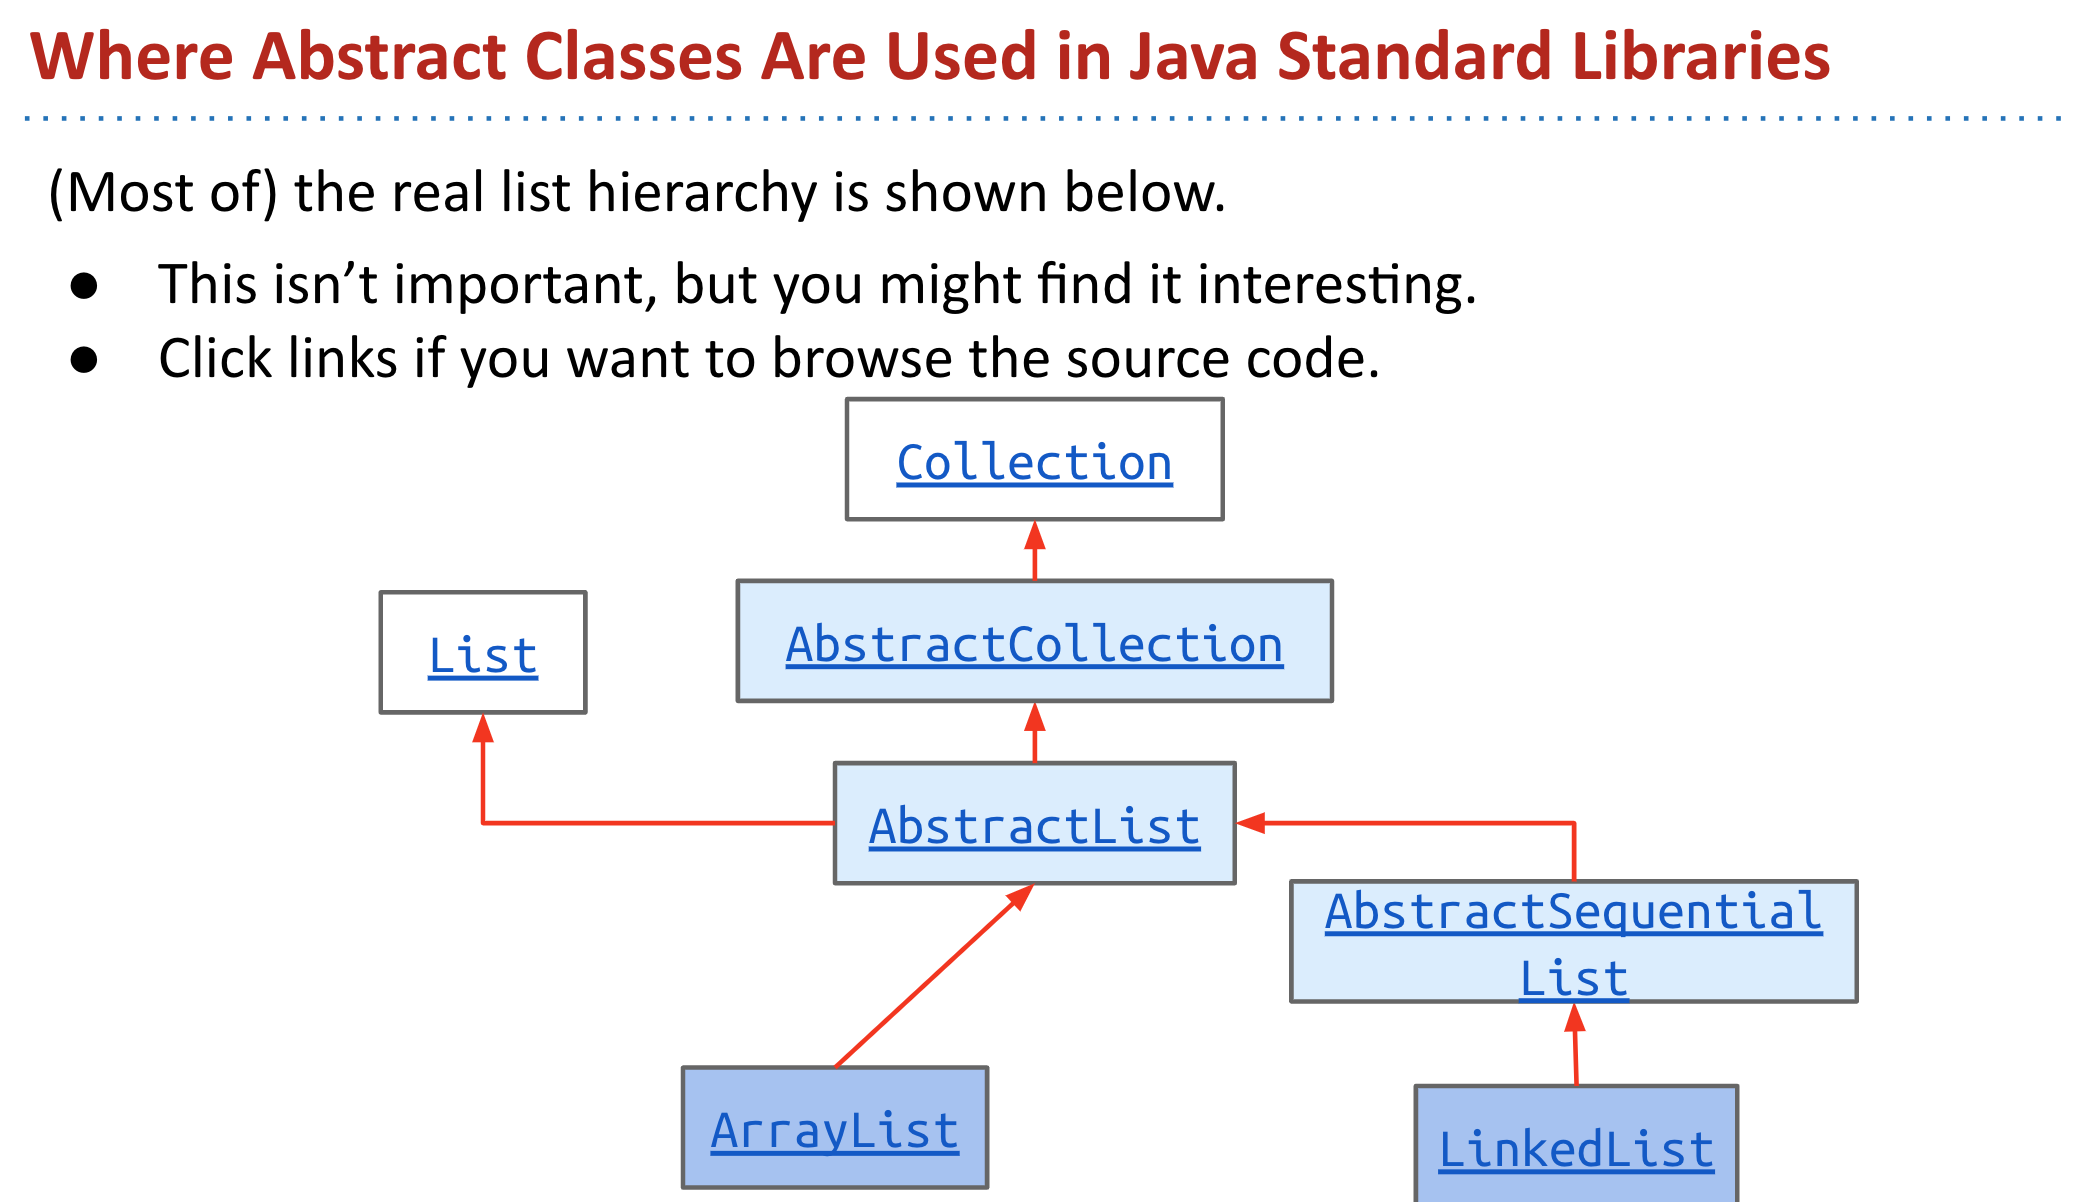 Where Abstract Classes Are Used in Java Standard Libraries
(Most of) the real list hierarchy is shown below.
● This isn’t important, but you might find it interesting.
● Click links if you want to browse the source code.
Collection
List
AbstractCollection
AbstractList
AbstractSequential
List
ArrayList
LinkedList